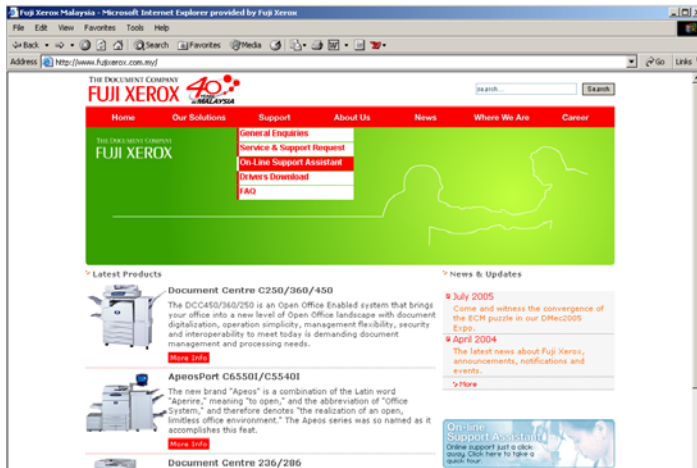 Fuji Xerox Malaysia - Microsoft Internet Explorer provided by Fuji Xerox
File Edit View Favorites Tools Help
Back Search Favorites Media
Address http://www.fujixerox.com.my/ Go Links
THE DOCUMENT COMPANY
FUJI XEROX 40 YEARS in MALAYSIA
search... Search
Home Our Solutions Support About Us News Where We Are Career
General Enquiries
Service & Support Request
On-Line Support Assistant
Drivers Download
FAQ
THE DOCUMENT COMPANY
FUJI XEROX
Latest Products
Document Centre C250/360/450
The DCC450/360/250 is an Open Office Enabled system that brings
your office into a new level of Open Office landscape with document
digitalization, operation simplicity, management flexibility, security
and interoperability to meet today is demanding document
management and processing needs.
More Info
ApeosPort C6550I/C5540I
The new brand "Apeos" is a combination of the Latin word
"Aperire," meaning "to open," and the abbreviation of "Office
System," and therefore denotes "the realization of an open,
limitless office environment." The Apeos series was so named as it
accomplishes this feat.
More Info
Document Centre 236/286
News & Updates
July 2005
Come and witness the convergence of
the ECM puzzle in our DMec2005
Expo.
April 2004
The latest news about Fuji Xerox,
announcements, notifications and
events.
More
On-line
Support Assistant
Online support just a click
away. Click here to take a
quick tour.